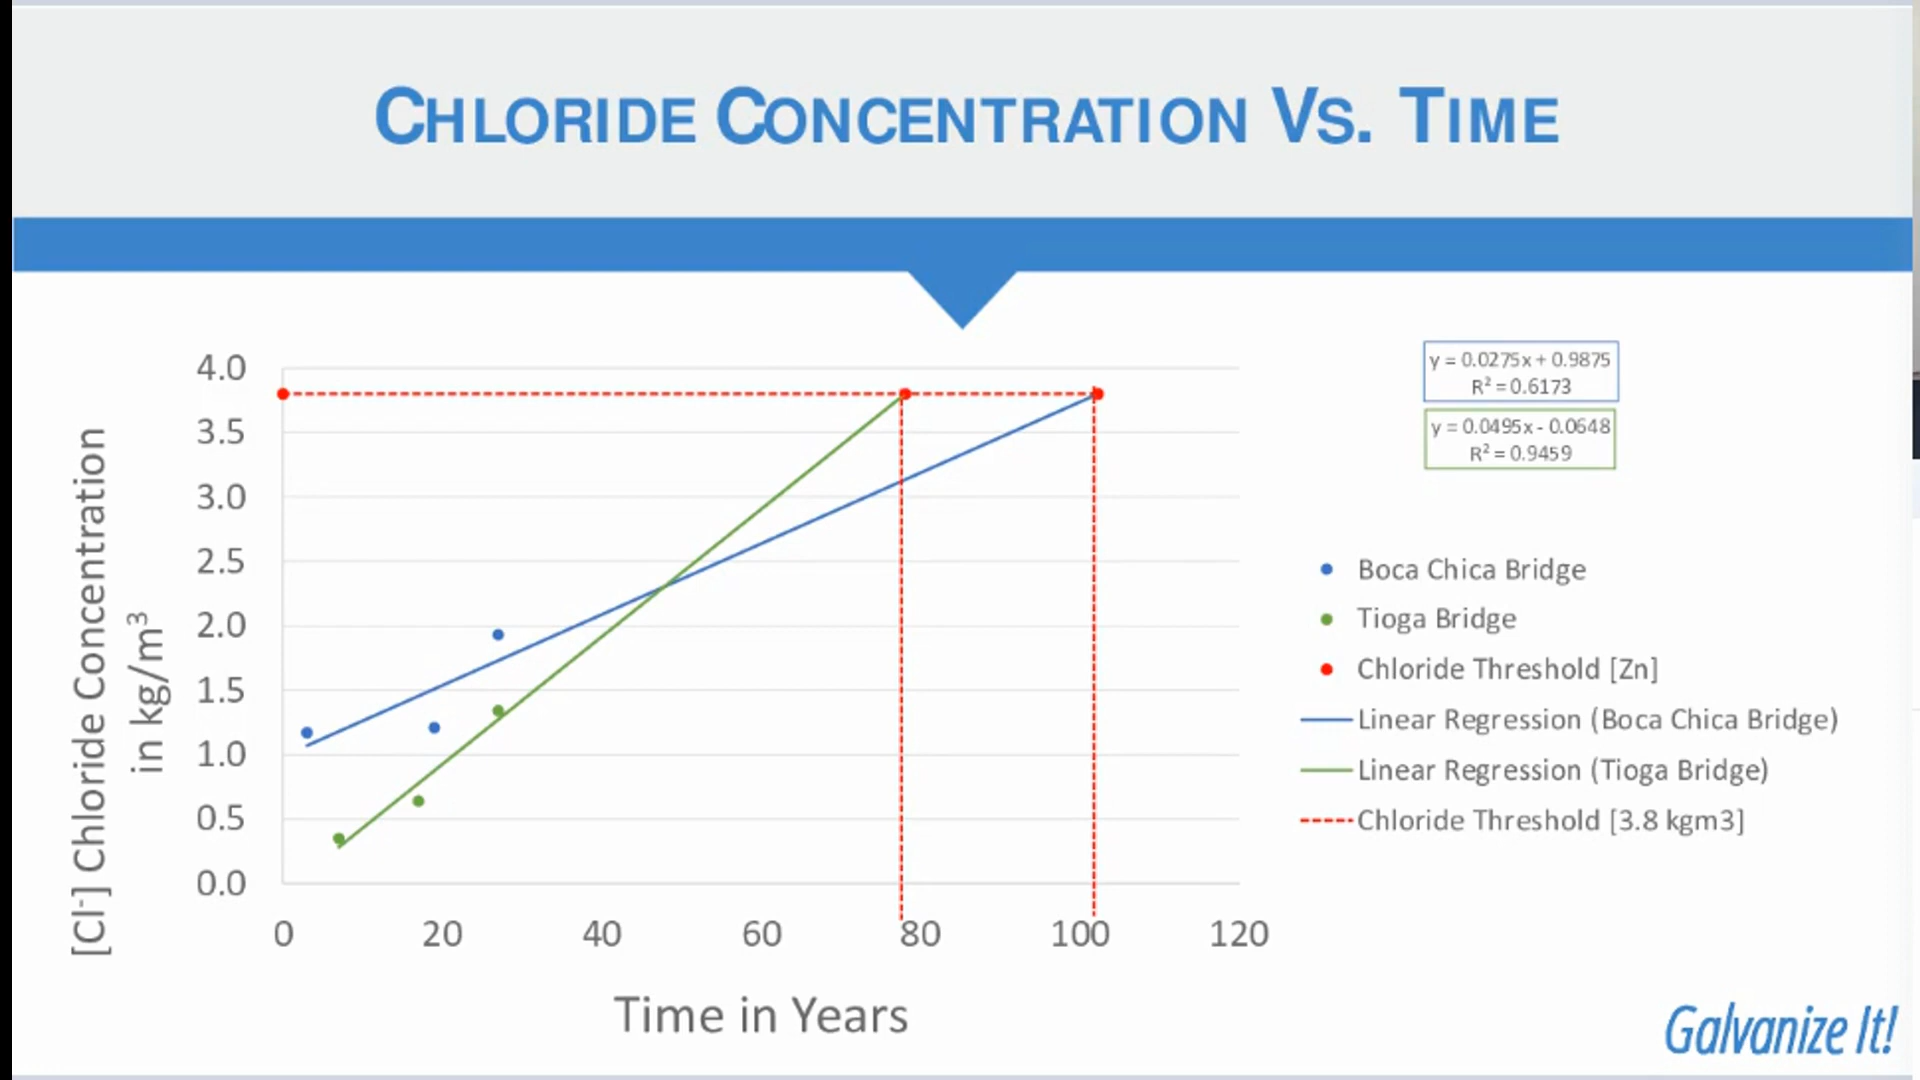 CHLORIDE CONCENTRATION VS. TIME
[Cl-] Chloride Concentration
in kg/m³
4.0
3.5
3.0
2.5
2.0
1.5
1.0
0.5
0.0
0 20 40 60 80 100 120
Time in Years
y = 0.0275x + 0.9875
R² = 0.6173
y = 0.0495x - 0.0648
R² = 0.9459
Boca Chica Bridge
Tioga Bridge
Chloride Threshold [Zn]
Linear Regression (Boca Chica Bridge)
Linear Regression (Tioga Bridge)
Chloride Threshold [3.8 kgm3]
Galvanize It!